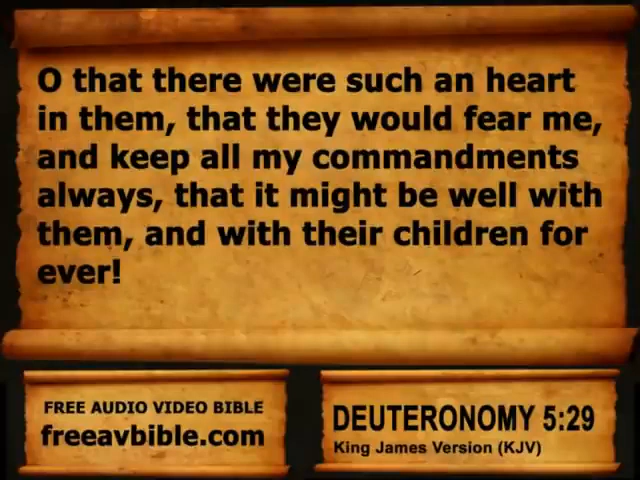 O that there were such an heart
in them, that they would fear me,
and keep all my commandments
always, that it might be well with
them, and with their children for
ever!
FREE AUDIO VIDEO BIBLE
freeavbible.com
DEUTERONOMY 5:29
King James Version (KJV)